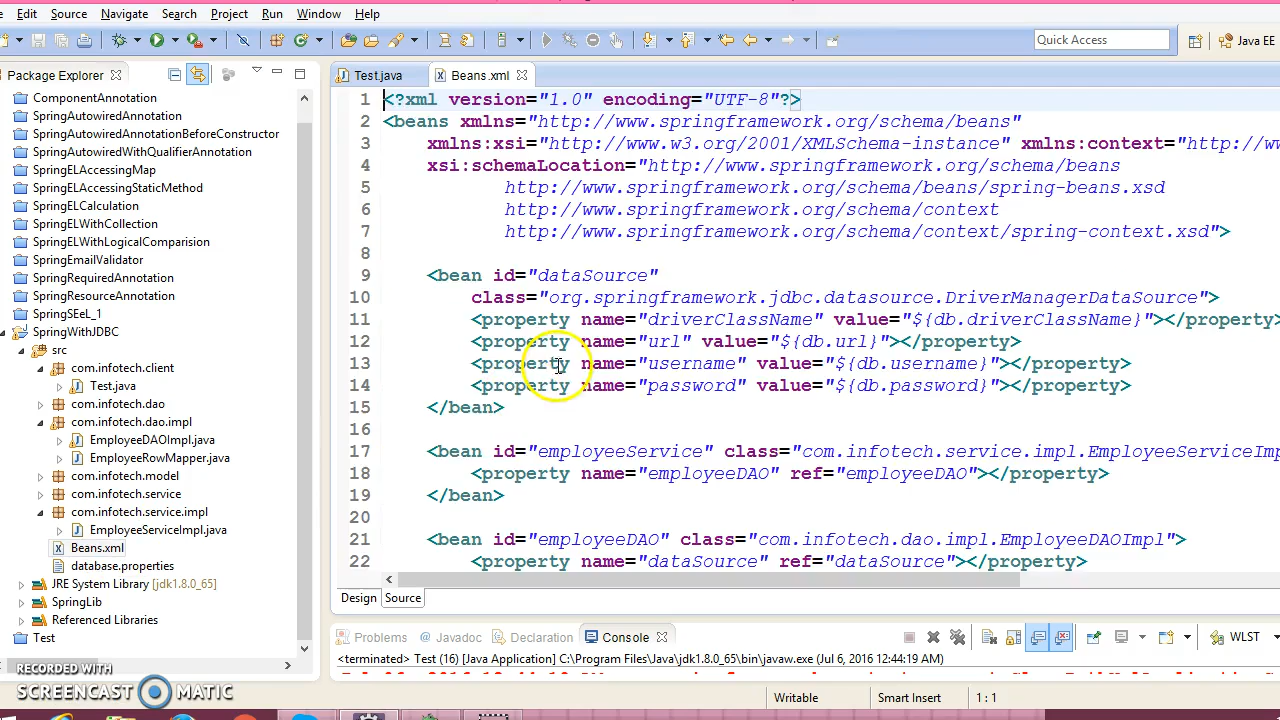 Edit Source Navigate Search Project Run Window Help
Quick Access
Java EE
Package Explorer
ComponentAnnotation
SpringAutowiredAnnotation
SpringAutowiredAnnotationBeforeConstructor
SpringAutowiredWithQualifierAnnotation
SpringELAccessingMap
SpringELAccessingStaticMethod
SpringELCalculation
SpringELWithCollection
SpringELWithLogicalComparision
SpringEmailValidator
SpringRequiredAnnotation
SpringResourceAnnotation
SpringSEeL_1
SpringWithJDBC
src
com.infotech.client
Test.java
com.infotech.dao
com.infotech.dao.impl
EmployeeDAOImpl.java
EmployeeRowMapper.java
com.infotech.model
com.infotech.service
com.infotech.service.impl
EmployeeServiceImpl.java
Beans.xml
database.properties
JRE System Library [jdk1.8.0_65]
SpringLib
Referenced Libraries
Test
RECORDED WITH
SCREENCAST MATIC
Test.java Beans.xml
1 <?xml version="1.0" encoding="UTF-8"?>
2 <beans xmlns="http://www.springframework.org/schema/beans"
3 xmlns:xsi="http://www.w3.org/2001/XMLSchema-instance" xmlns:context="http://www.s
4 xsi:schemaLocation="http://www.springframework.org/schema/beans
5 http://www.springframework.org/schema/beans/spring-beans.xsd
6 http://www.springframework.org/schema/context
7 http://www.springframework.org/schema/context/spring-context.xsd">
8
9 <bean id="dataSource"
10 class="org.springframework.jdbc.datasource.DriverManagerDataSource">
11 <property name="driverClassName" value="${db.driverClassName}"></property>
12 <property name="url" value="${db.url}"></property>
13 <property name="username" value="${db.username}"></property>
14 <property name="password" value="${db.password}"></property>
15 </bean>
16
17 <bean id="employeeService" class="com.infotech.service.impl.EmployeeServiceImp
18 <property name="employeeDAO" ref="employeeDAO"></property>
19 </bean>
20
21 <bean id="employeeDAO" class="com.infotech.dao.impl.EmployeeDAOImpl">
22 <property name="dataSource" ref="dataSource"></property>
Design Source
Problems Javadoc Declaration Console
WLST
<terminated> Test (16) [Java Application] C:\Program Files\Java\jdk1.8.0_65\bin\javaw.exe (Jul 6, 2016 12:44:19 AM)
Writable Smart Insert 1 : 1